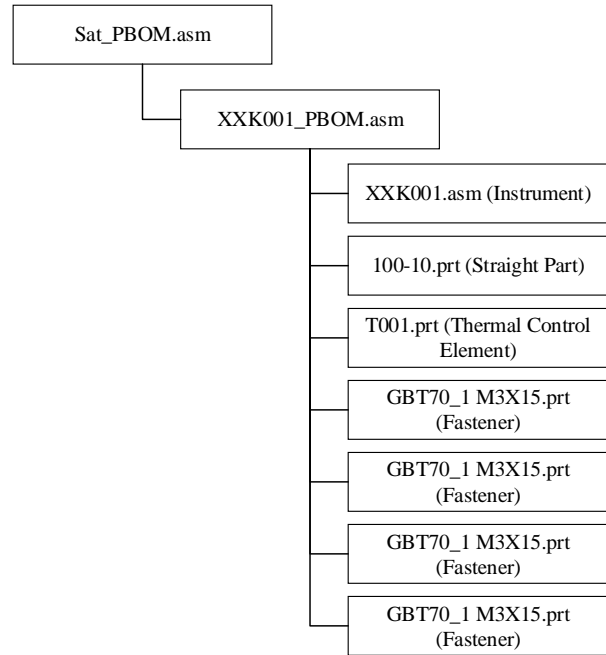 Sat_PBOM.asm
XXK001_PBOM.asm
XXK001.asm (Instrument)
100-10.prt (Straight Part)
T001.prt (Thermal Control
Element)
GBT70_1 M3X15.prt
(Fastener)
GBT70_1 M3X15.prt
(Fastener)
GBT70_1 M3X15.prt
(Fastener)
GBT70_1 M3X15.prt
(Fastener)